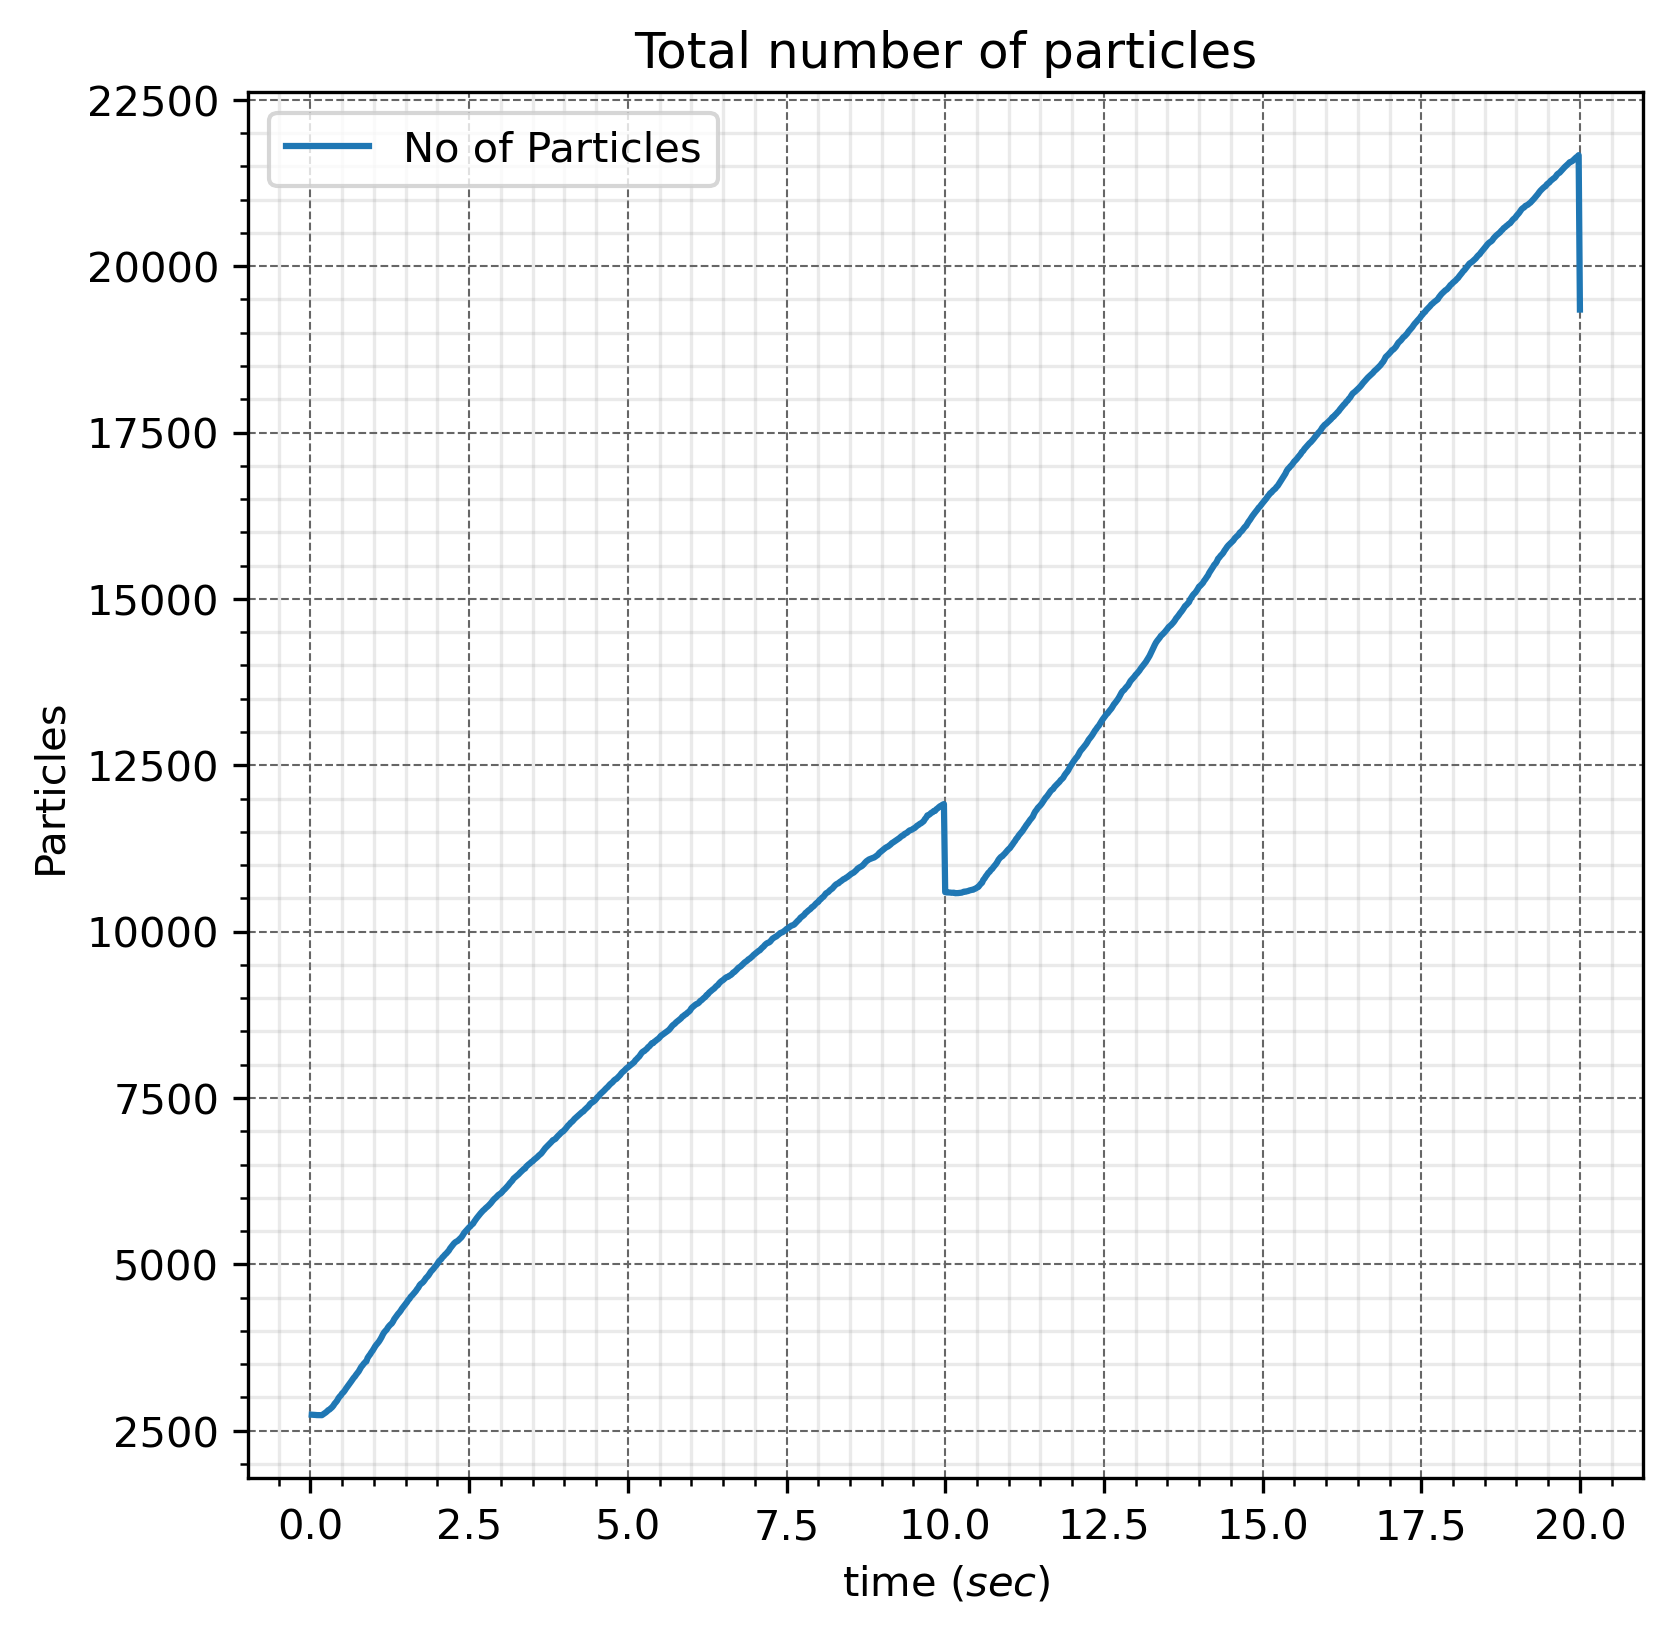 Total number of particles
No of Particles
22500
20000
17500
15000
12500
10000
7500
5000
2500
Particles
0.0 2.5 5.0 7.5 10.0 12.5 15.0 17.5 20.0
time (sec)